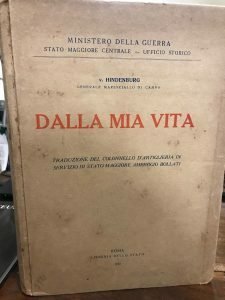 MINISTERO DELLA GUERRA
STATO MAGGIORE CENTRALE - UFFICIO STORICO
v. HINDENBURG
GENERALE MARESCIALLO DI CAMPO
DALLA MIA VITA
TRADUZIONE DEL COLONNELLO D'ARTIGLIERIA IN
SERVIZIO DI STATO MAGGIORE AMBROGIO BOLLATI
ROMA
LIBRERIA DELLO STATO